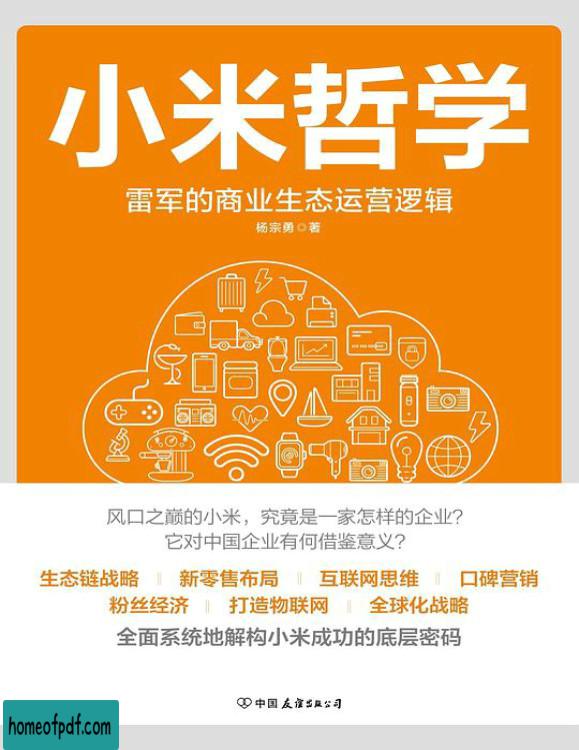 小米哲学
雷军的商业生态运营逻辑
杨宗勇◎著
风口之巅的小米，究竟是一家怎样的企业？
它对中国企业有何借鉴意义？
生态链战略 ‖ 新零售布局 ‖ 互联网思维 ‖ 口碑营销
粉丝经济 ‖ 打造物联网 ‖ 全球化战略
全面系统地解构小米成功的底层密码
中国友谊出版公司
homeofpdf.com